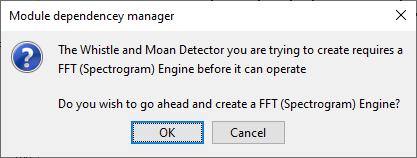 Module dependencey manager
The Whistle and Moan Detector you are trying to create requires a
FFT (Spectrogram) Engine before it can operate
Do you wish to go ahead and create a FFT (Spectrogram) Engine?
OK Cancel